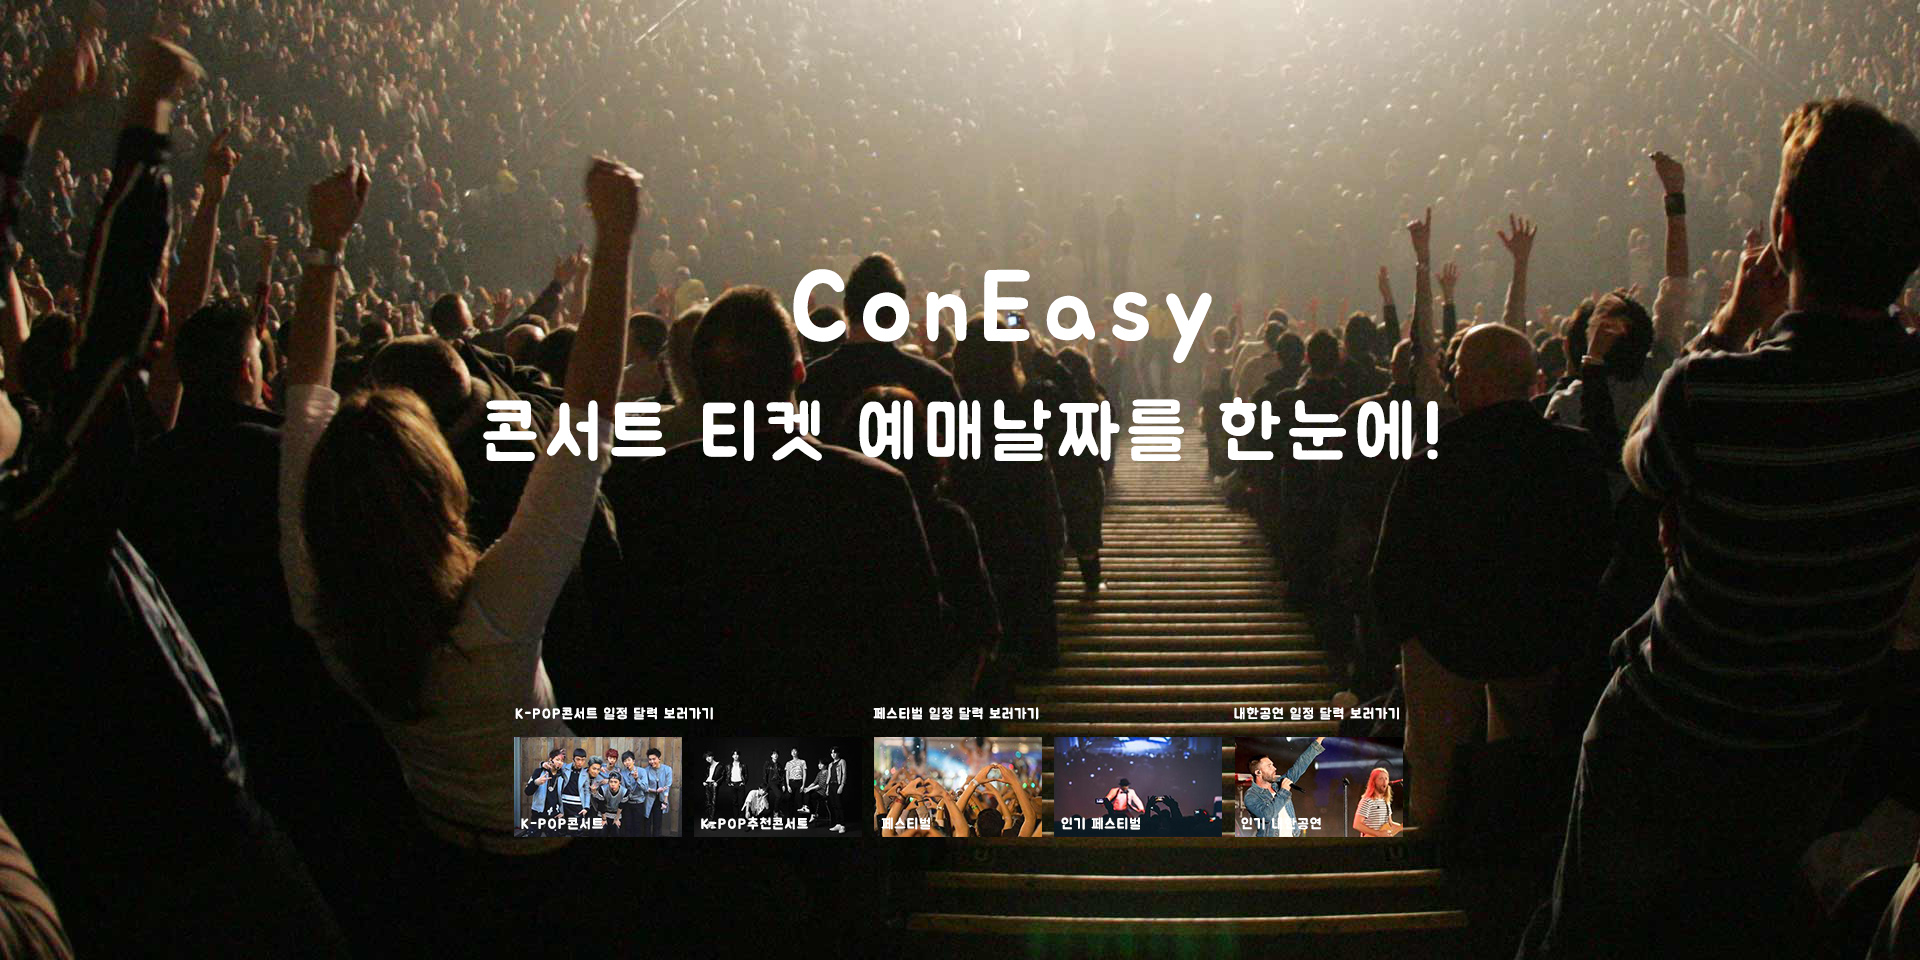 ConEasy
콘서트 티켓 예매날짜를 한눈에!
K-POP콘서트 일정 달력 보러가기
페스티벌 일정 달력 보러가기
내한공연 일정 달력 보러가기
K-POP콘서트
K-POP추천콘서트
페스티벌
인기 페스티벌
인기 내한공연